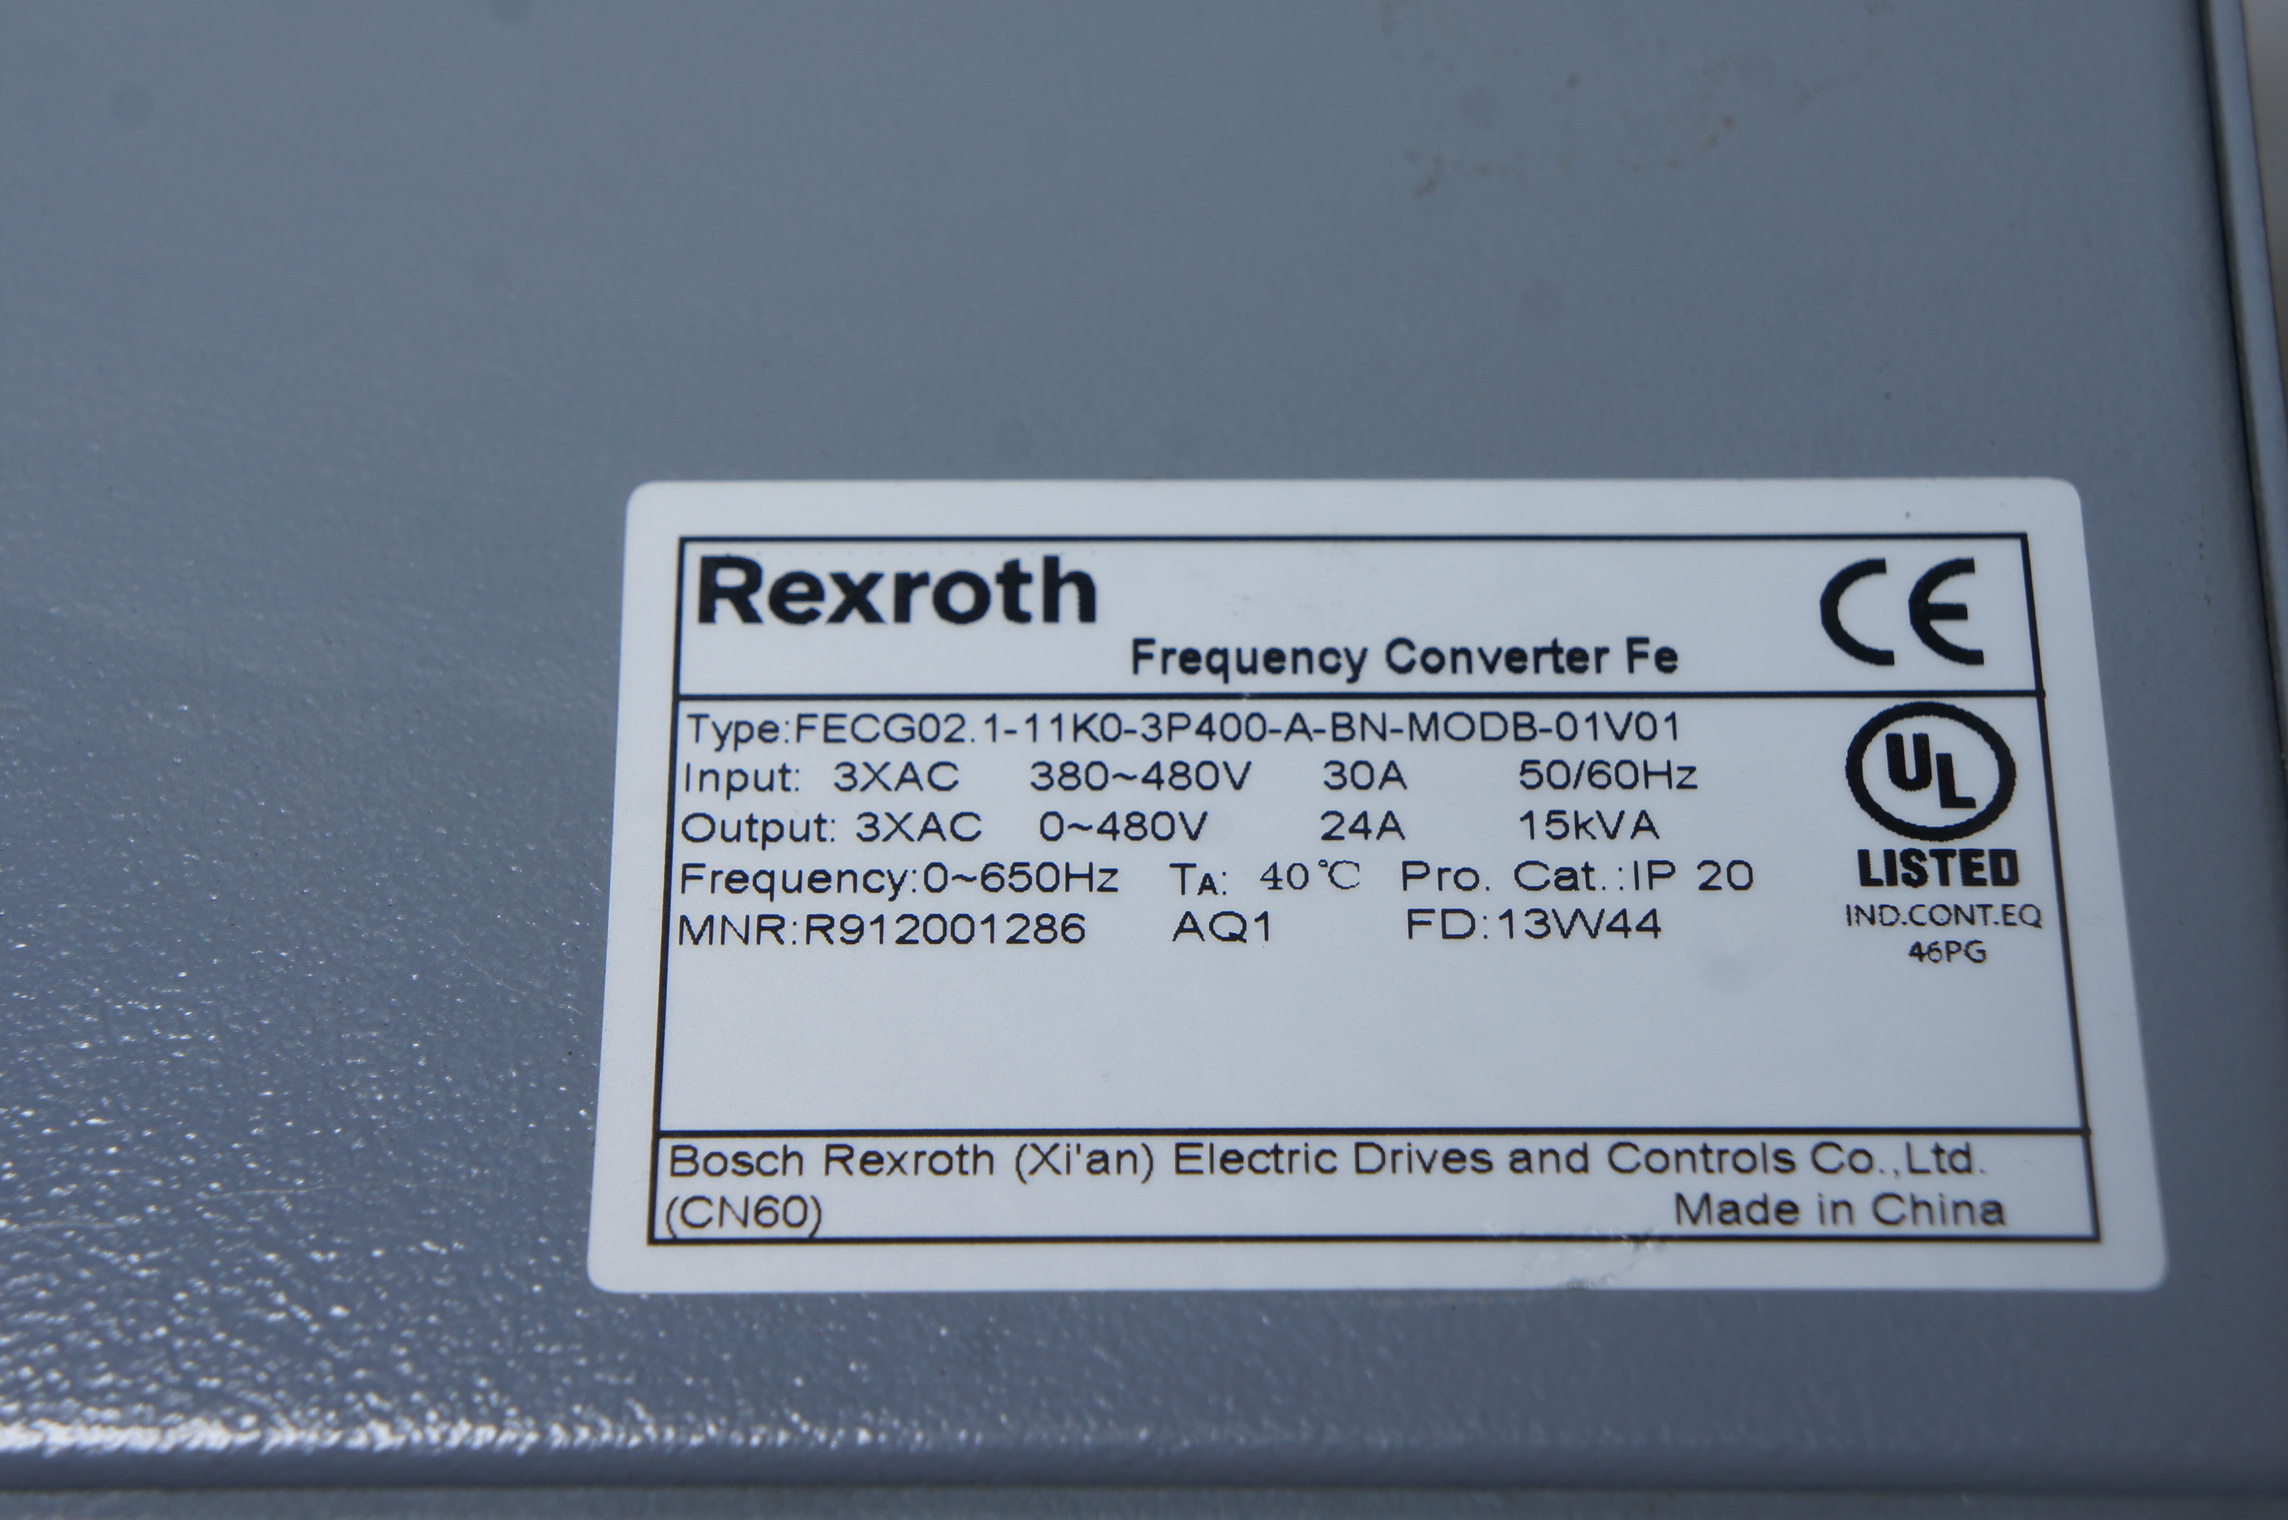 Rexroth
CE
Frequency Converter Fe
Type:FECG02.1-11K0-3P400-A-BN-MODB-01V01
Input: 3XAC 380~480V 30A 50/60Hz
Output: 3XAC 0~480V 24A 15kVA
Frequency:0~650Hz TA: 40℃ Pro. Cat.:IP 20
MNR:R912001286 AQ1 FD:13W44
UL
LISTED
IND.CONT.EQ
46PG
Bosch Rexroth (Xi'an) Electric Drives and Controls Co.,Ltd.
(CN60) Made in China